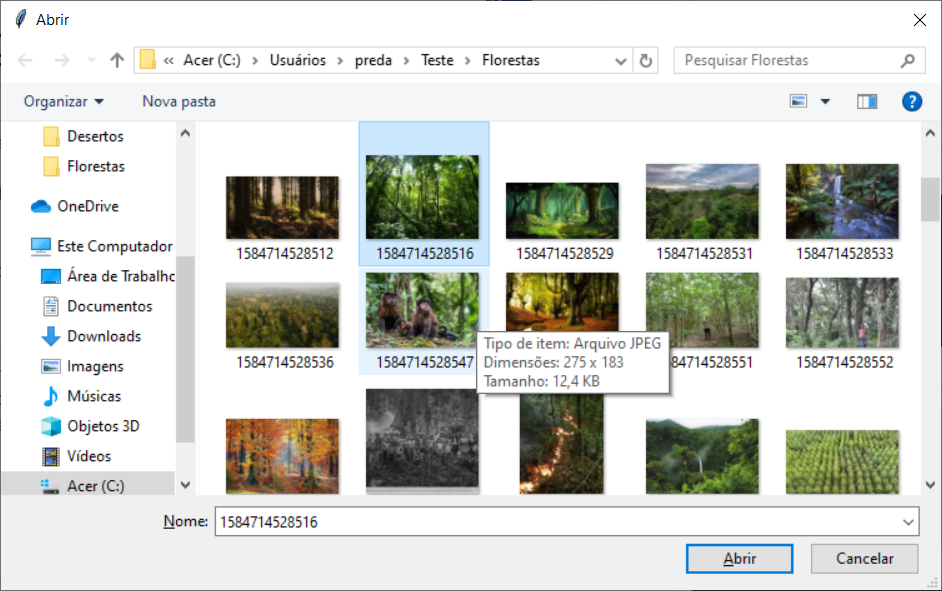 Abrir
« Acer (C:) › Usuários › preda › Teste › Florestas
Pesquisar Florestas
Organizar
Nova pasta
?
Desertos
Florestas
OneDrive
Este Computador
Área de Trabalho
Documentos
Downloads
Imagens
Músicas
Objetos 3D
Vídeos
Acer (C:)
1584714528512
1584714528516
1584714528529
1584714528531
1584714528533
1584714528536
1584714528547
1584714528551
1584714528552
Tipo de item: Arquivo JPEG
Dimensões: 275 x 183
Tamanho: 12,4 KB
Nome: 1584714528516
Abrir
Cancelar